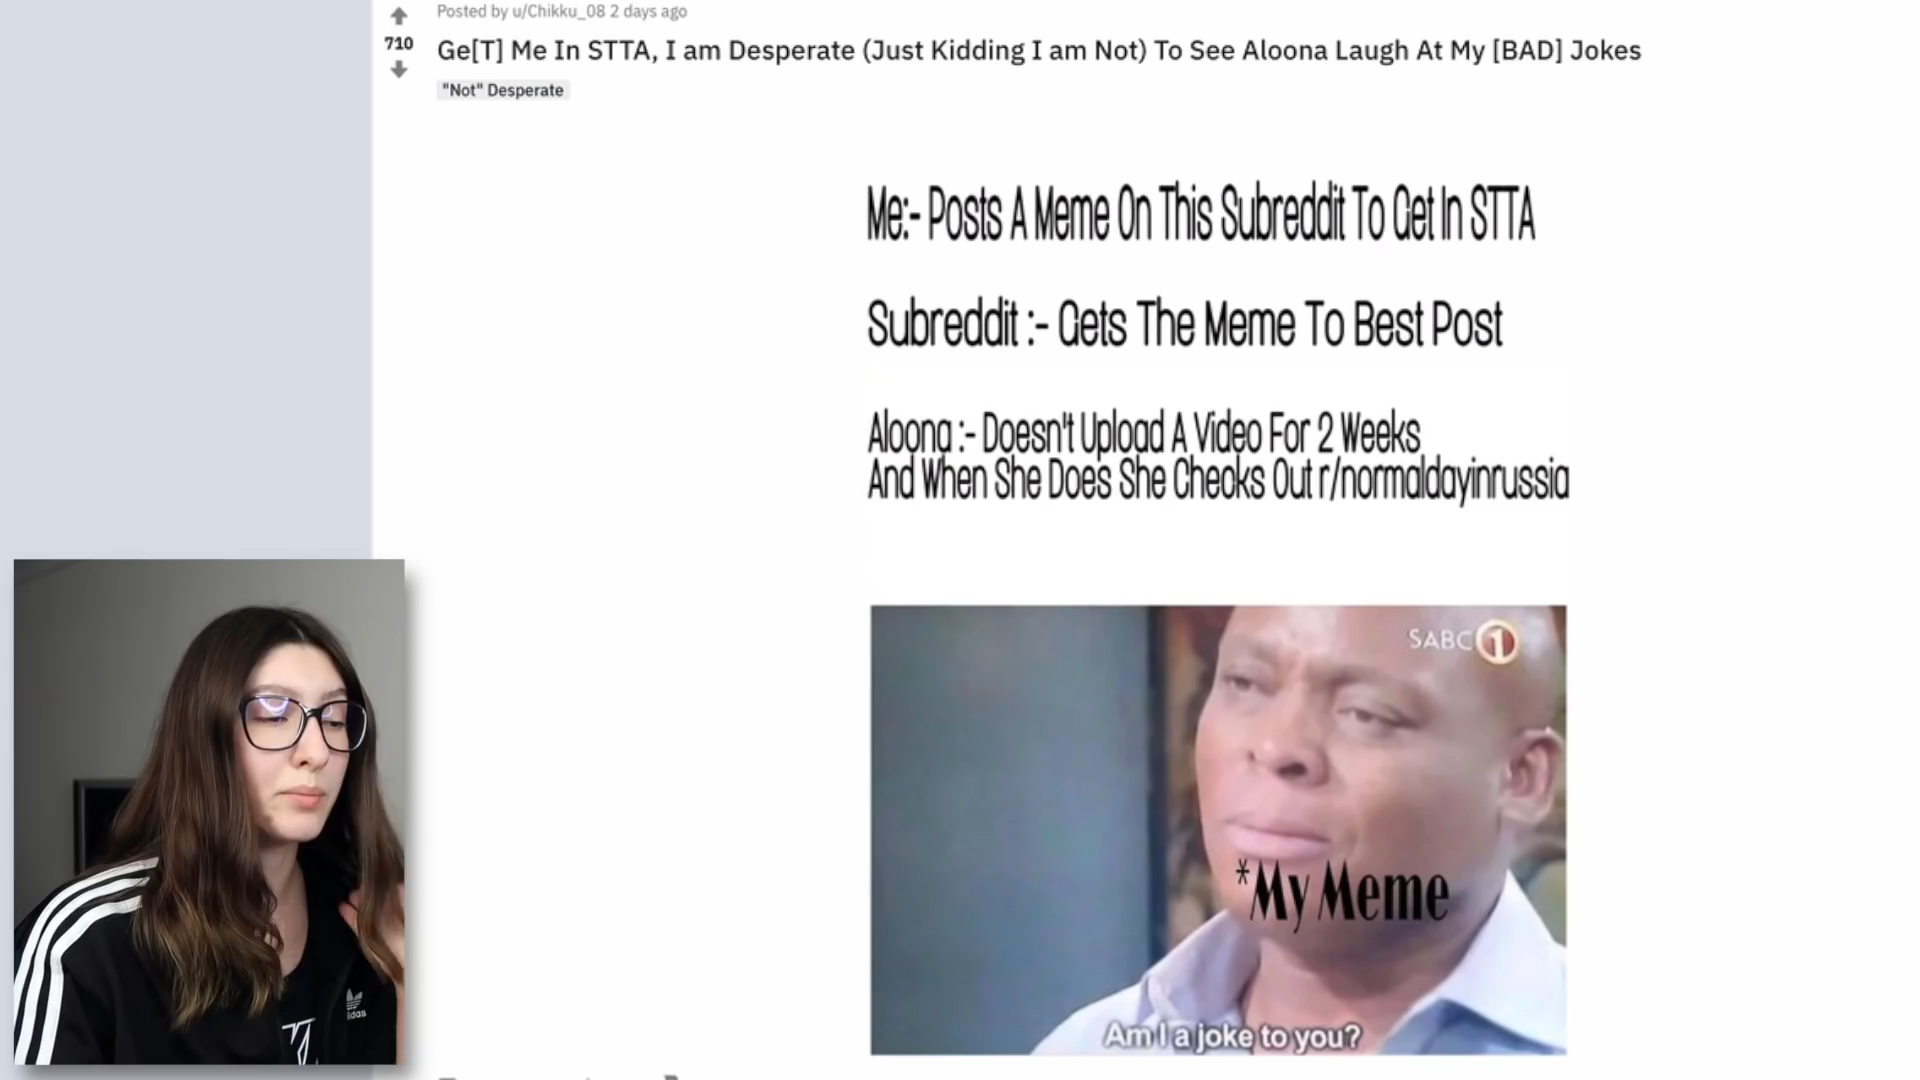 Posted by u/Chikku_08 2 days ago
710
Ge[T] Me In STTA, I am Desperate (Just Kidding I am Not) To See Aloona Laugh At My [BAD] Jokes
"Not" Desperate
Me:- Posts A Meme On This Subreddit To Get In STTA
Subreddit :- Gets The Meme To Best Post
Aloona :- Doesn't Upload A Video For 2 Weeks
And When She Does She Checks Out r/normaldayinrussia
SABC 1
*My Meme
Am I a joke to you?
adidas